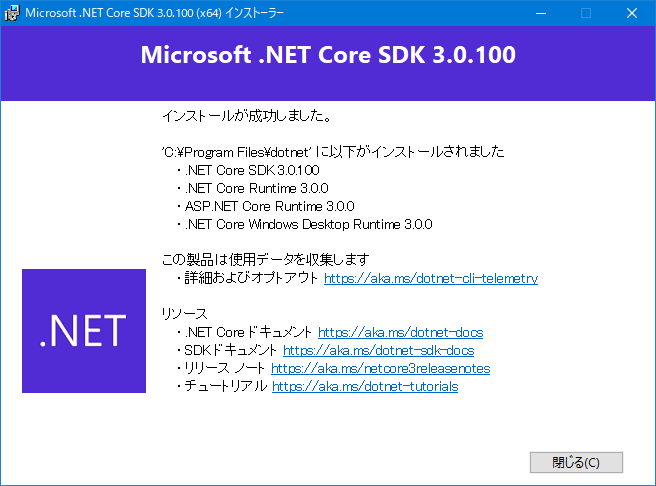 Microsoft .NET Core SDK 3.0.100 (x64) インストーラー
Microsoft .NET Core SDK 3.0.100
インストールが成功しました。
'C:¥Program Files¥dotnet' に以下がインストールされました
・.NET Core SDK 3.0.100
・.NET Core Runtime 3.0.0
・ASP.NET Core Runtime 3.0.0
・.NET Core Windows Desktop Runtime 3.0.0
この製品は使用データを収集します
・詳細およびオプトアウト https://aka.ms/dotnet-cli-telemetry
.NET
リソース
・.NET Core ドキュメント https://aka.ms/dotnet-docs
・SDKドキュメント https://aka.ms/dotnet-sdk-docs
・リリース ノート https://aka.ms/netcore3releasenotes
・チュートリアル https://aka.ms/dotnet-tutorials
閉じる(C)